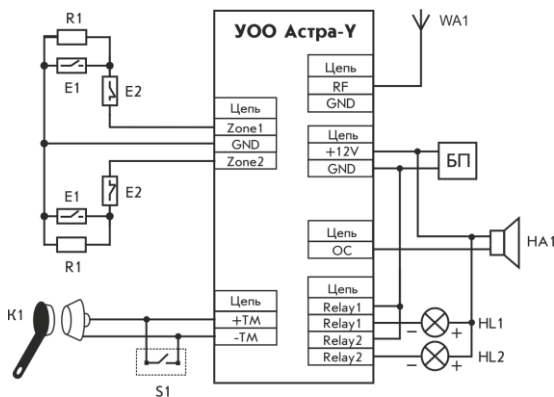 R1
E1
E2
E1
E2
R1
K1
S1
УОО Астра-Y
Цепь
Zone1
GND
Zone2
Цепь
+TM
-TM
Цепь
RF
GND
Цепь
+12V
GND
Цепь
OC
Цепь
Relay1
Relay1
Relay2
Relay2
WA1
БП
HA1
HL1
− +
HL2
− +